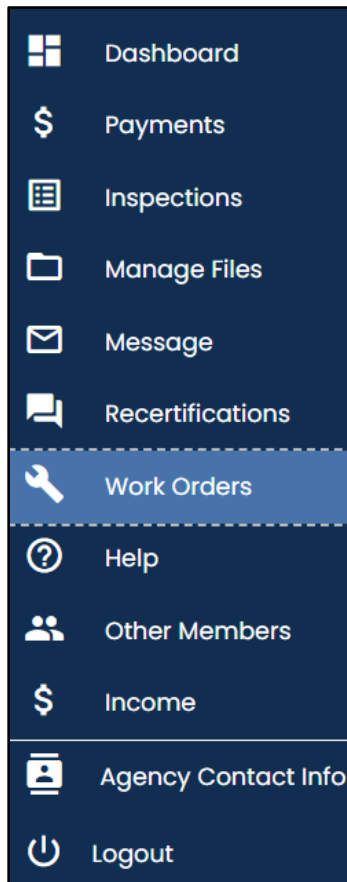 Dashboard
Payments
Inspections
Manage Files
Message
Recertifications
Work Orders
Help
Other Members
Income
Agency Contact Info
Logout